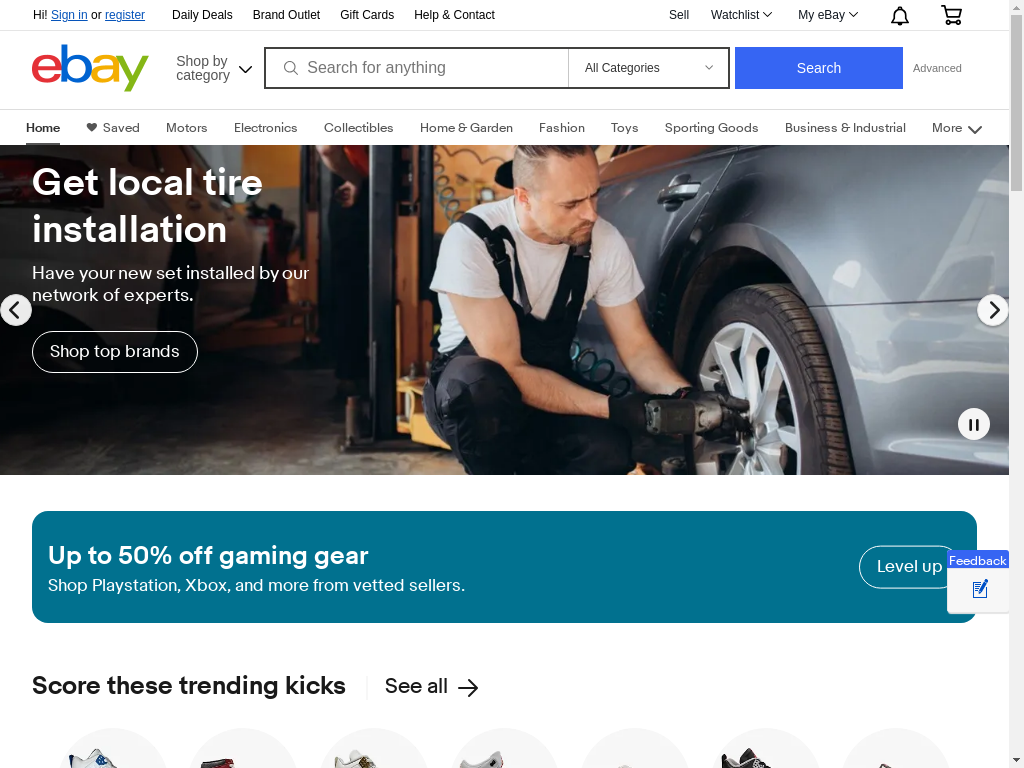 Hi! Sign in or register Daily Deals Brand Outlet Gift Cards Help & Contact Sell Watchlist My eBay
ebay
Shop by
category
Search for anything All Categories Search Advanced
Home Saved Motors Electronics Collectibles Home & Garden Fashion Toys Sporting Goods Business & Industrial More
Get local tire
installation
Have your new set installed by our
network of experts.
Shop top brands
Up to 50% off gaming gear
Shop Playstation, Xbox, and more from vetted sellers.
Level up
Feedback
Score these trending kicks See all